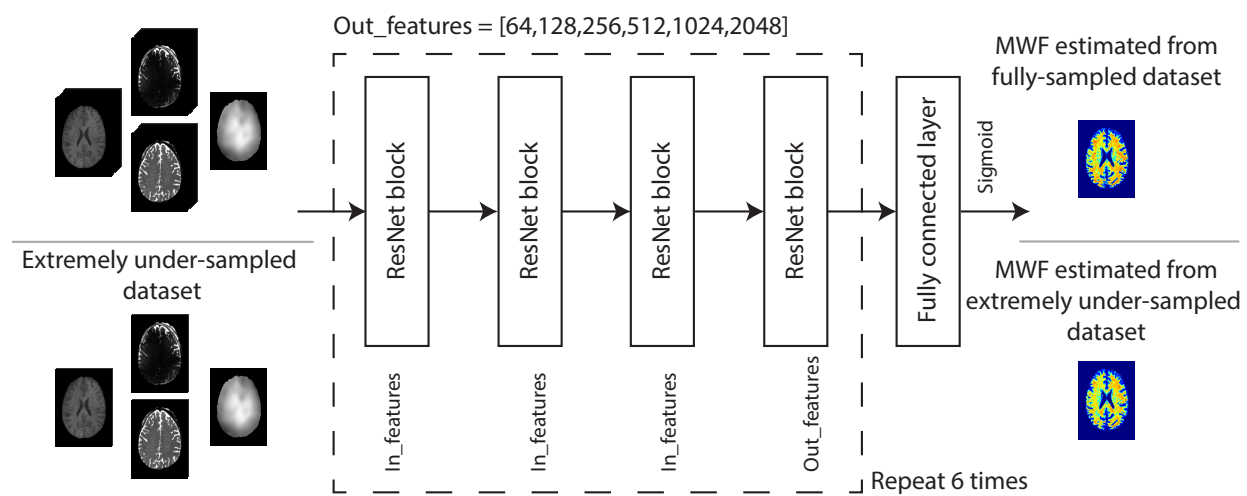 Out_features = [64,128,256,512,1024,2048]
Extremely under-sampled
dataset
ResNet block
ResNet block
ResNet block
ResNet block
In_features
In_features
In_features
Out_features
Repeat 6 times
Fully connected layer
Sigmoid
MWF estimated from
fully-sampled dataset
MWF estimated from
extremely under-sampled
dataset